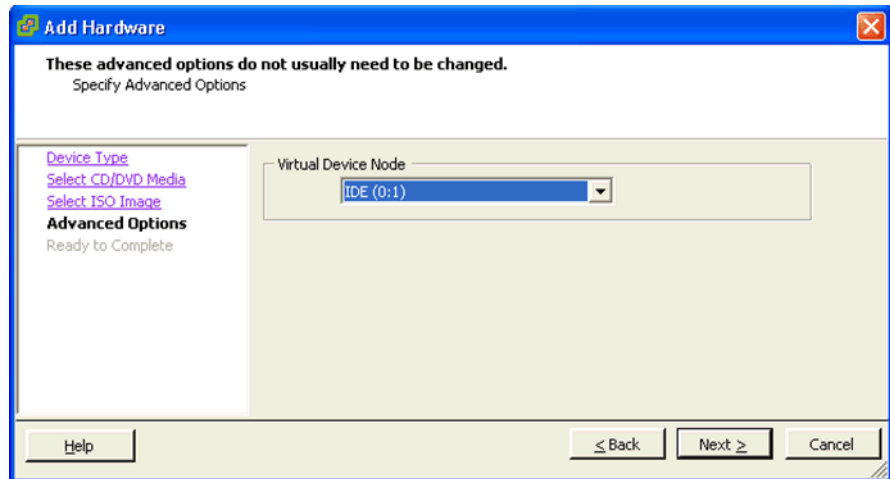 Add Hardware
These advanced options do not usually need to be changed.
Specify Advanced Options
Device Type
Select CD/DVD Media
Select ISO Image
Advanced Options
Ready to Complete
Virtual Device Node
IDE (0:1)
Help
< Back
Next >
Cancel